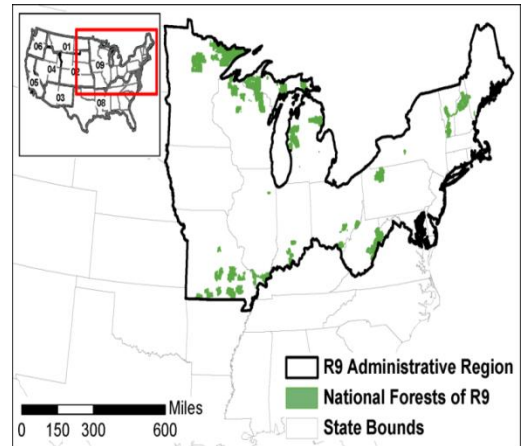 06
01
09
04
02
05
03
08
R9 Administrative Region
National Forests of R9
State Bounds
Miles
0 150 300 600